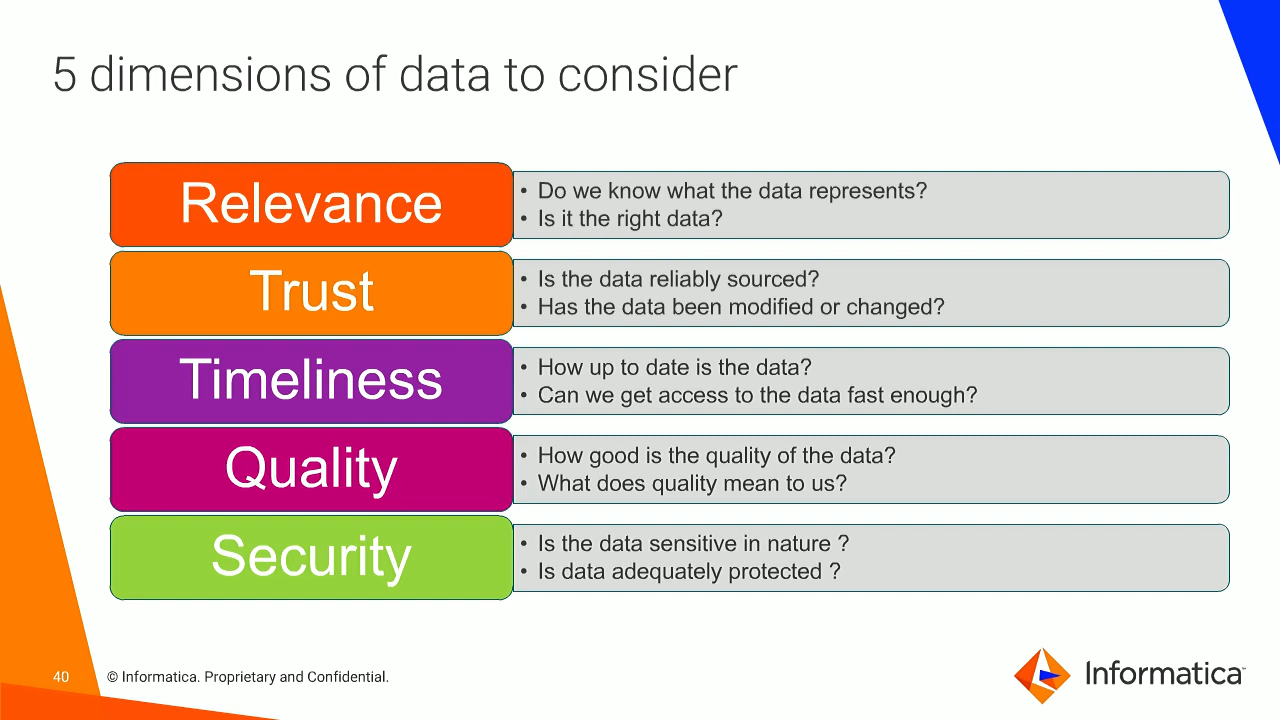 5 dimensions of data to consider
Relevance
• Do we know what the data represents?
• Is it the right data?
Trust
• Is the data reliably sourced?
• Has the data been modified or changed?
Timeliness
• How up to date is the data?
• Can we get access to the data fast enough?
Quality
• How good is the quality of the data?
• What does quality mean to us?
Security
• Is the data sensitive in nature ?
• Is data adequately protected ?
40 © Informatica. Proprietary and Confidential.
Informatica™